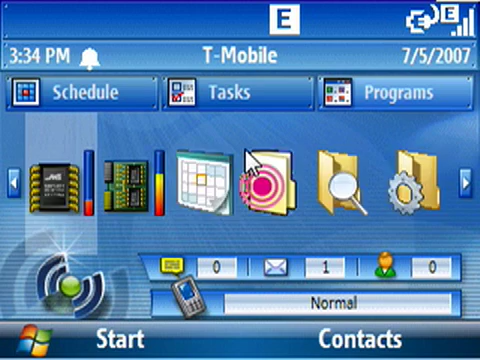 E
E
3:34 PM T-Mobile 7/5/2007
Schedule Tasks Programs
0 1 0
Normal
Start Contacts